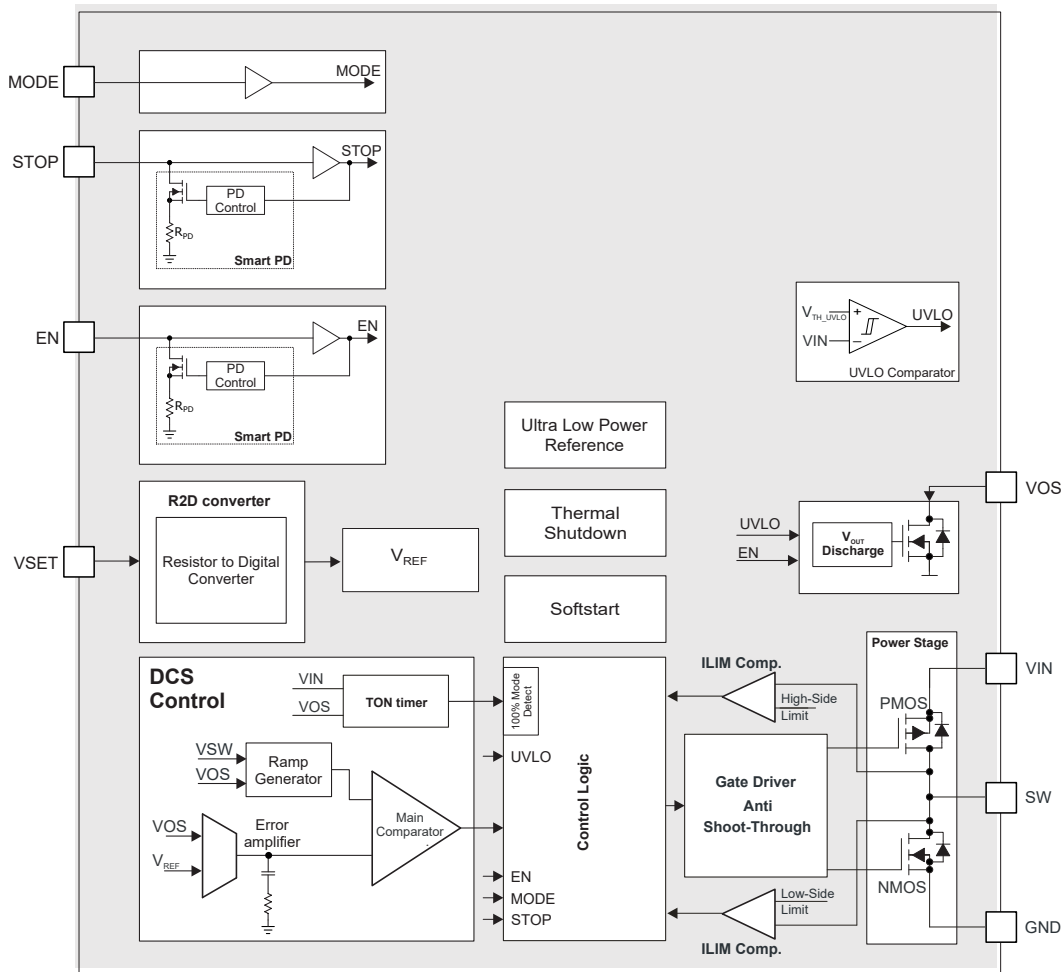 MODE
MODE
STOP
STOP
PD
Control
RPD
Smart PD
EN
EN
PD
Control
RPD
Smart PD
VTH_UVLO
+
VIN
−
UVLO
UVLO Comparator
Ultra Low Power
Reference
Thermal
Shutdown
Softstart
VSET
R2D converter
Resistor to Digital
Converter
VREF
VOS
UVLO
EN
VOUT
Discharge
DCS
Control
VIN
VOS
TON timer
VSW
VOS
Ramp
Generator
VOS
VREF
Error
amplifier
Main
Comparator
100% Mode
Detect
UVLO
Control Logic
EN
MODE
STOP
ILIM Comp.
High-Side
Limit
Gate Driver
Anti
Shoot-Through
Low-Side
Limit
ILIM Comp.
Power Stage
PMOS
NMOS
VIN
SW
GND